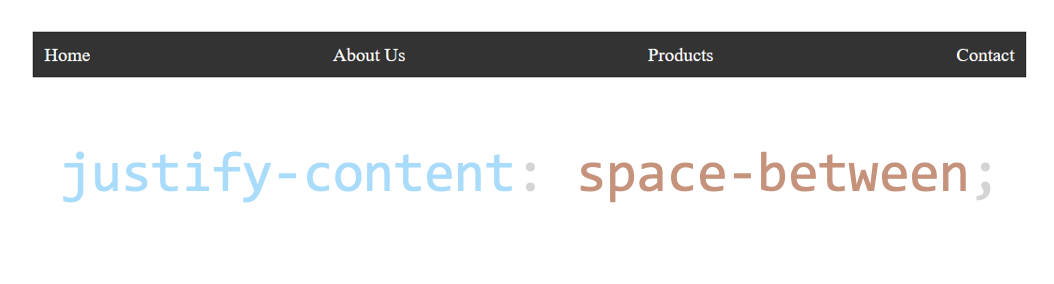 Home About Us Products Contact
justify-content: space-between;